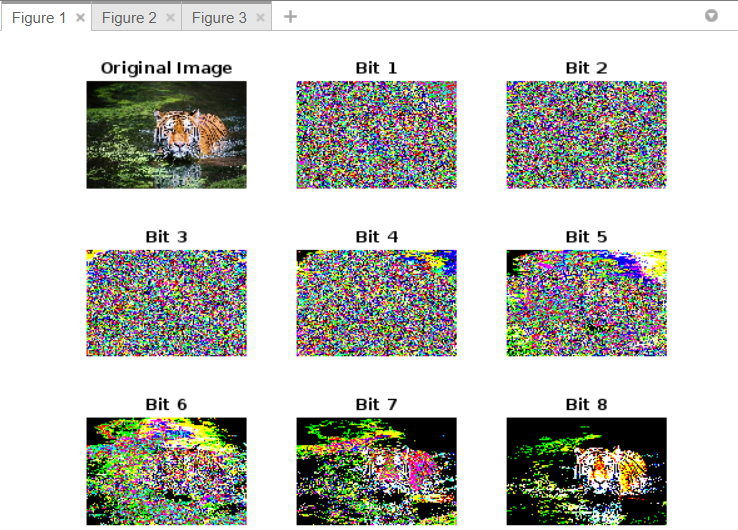 Figure 1 × Figure 2 × Figure 3 × +
Original Image
Bit 1
Bit 2
Bit 3
Bit 4
Bit 5
Bit 6
Bit 7
Bit 8